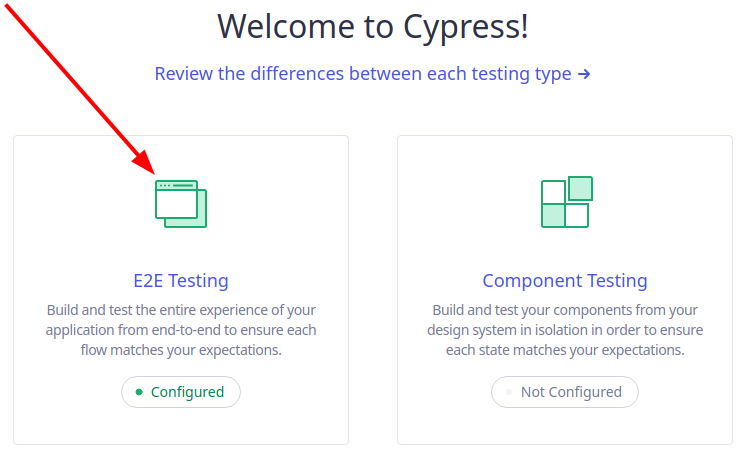 Welcome to Cypress!
Review the differences between each testing type →
E2E Testing
Build and test the entire experience of your
application from end-to-end to ensure each
flow matches your expectations.
Configured
Component Testing
Build and test your components from your
design system in isolation in order to ensure
each state matches your expectations.
Not Configured